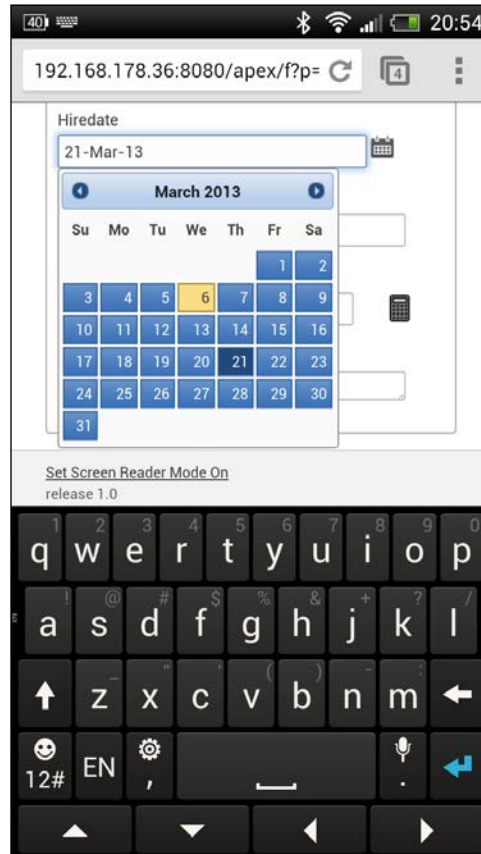 40 20:54
192.168.178.36:8080/apex/f?p= 4
Hiredate
21-Mar-13
March 2013
Su Mo Tu We Th Fr Sa
1 2
3 4 5 6 7 8 9
10 11 12 13 14 15 16
17 18 19 20 21 22 23
24 25 26 27 28 29 30
31
Set Screen Reader Mode On
release 1.0
1 2 3 4 5 6 7 8 9 0
q w e r t y u i o p
! @ # $ % & + ? /
a s d f g h j k l
_ " ' ( ) - :
z x c v b n m
12# EN , .